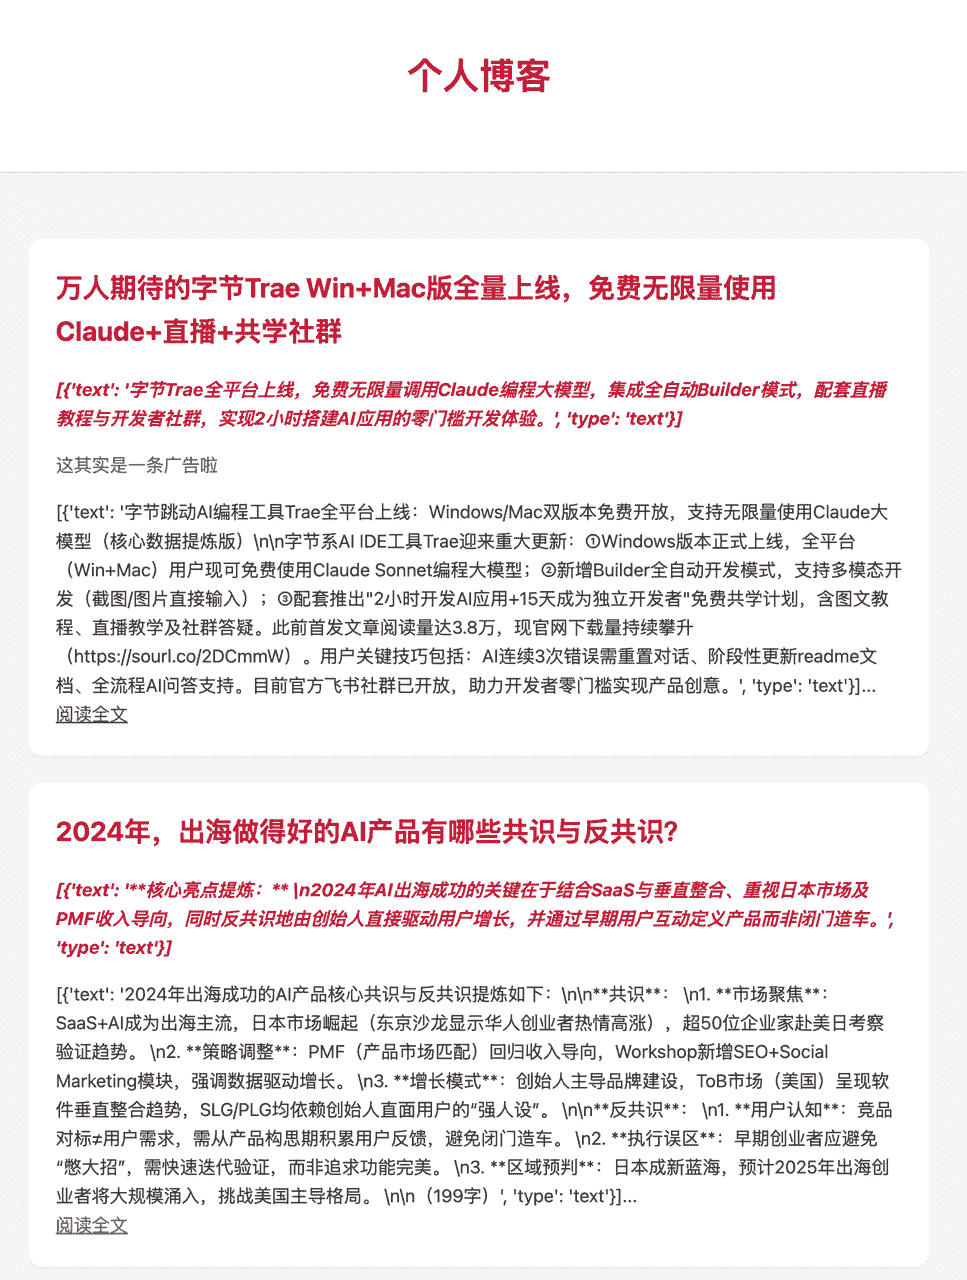 个人博客
万人期待的字节Trae Win+Mac版全量上线，免费无限量使用
Claude+直播+共学社群
[{'text': '字节Trae全平台上线，免费无限量调用Claude编程大模型，集成全自动Builder模式，配套直播
教程与开发者社群，实现2小时搭建AI应用的零门槛开发体验。', 'type': 'text'}]
这其实是一条广告啦
[{'text': '字节跳动AI编程工具Trae全平台上线：Windows/Mac双版本免费开放，支持无限量使用Claude大
模型（核心数据提炼版）\n\n字节系AI IDE工具Trae迎来重大更新：①Windows版本正式上线，全平台
（Win+Mac）用户现可免费使用Claude Sonnet编程大模型；②新增Builder全自动开发模式，支持多模态开
发（截图/图片直接输入）；③配套推出"2小时开发AI应用+15天成为独立开发者"免费共学计划，含图文教
程、直播教学及社群答疑。此前首发文章阅读量达3.8万，现官网下载量持续攀升
（https://sourl.co/2DCmmW）。用户关键技巧包括：AI连续3次错误需重置对话、阶段性更新readme文
档、全流程AI问答支持。目前官方飞书社群已开放，助力开发者零门槛实现产品创意。', 'type': 'text'}]...
阅读全文
2024年，出海做得好的AI产品有哪些共识与反共识？
[{'text': '**核心亮点提炼：** \n2024年AI出海成功的关键在于结合SaaS与垂直整合、重视日本市场及
PMF收入导向，同时反共识地由创始人直接驱动用户增长，并通过早期用户互动定义产品而非闭门造车。',
'type': 'text'}]
[{'text': '2024年出海成功的AI产品核心共识与反共识提炼如下：\n\n**共识**： \n1. **市场聚焦**：
SaaS+AI成为出海主流，日本市场崛起（东京沙龙显示华人创业者热情高涨），超50位企业家赴美日考察
验证趋势。 \n2. **策略调整**：PMF（产品市场匹配）回归收入导向，Workshop新增SEO+Social
Marketing模块，强调数据驱动增长。 \n3. **增长模式**：创始人主导品牌建设，ToB市场（美国）呈现软
件垂直整合趋势，SLG/PLG均依赖创始人直面用户的“强人设”。 \n\n**反共识**： \n1. **用户认知**：竞品
对标≠用户需求，需从产品构思期积累用户反馈，避免闭门造车。 \n2. **执行误区**：早期创业者应避免
“憋大招”，需快速迭代验证，而非追求功能完美。 \n3. **区域预判**：日本成新蓝海，预计2025年出海创
业者将大规模涌入，挑战美国主导格局。 \n\n（199字）', 'type': 'text'}]...
阅读全文